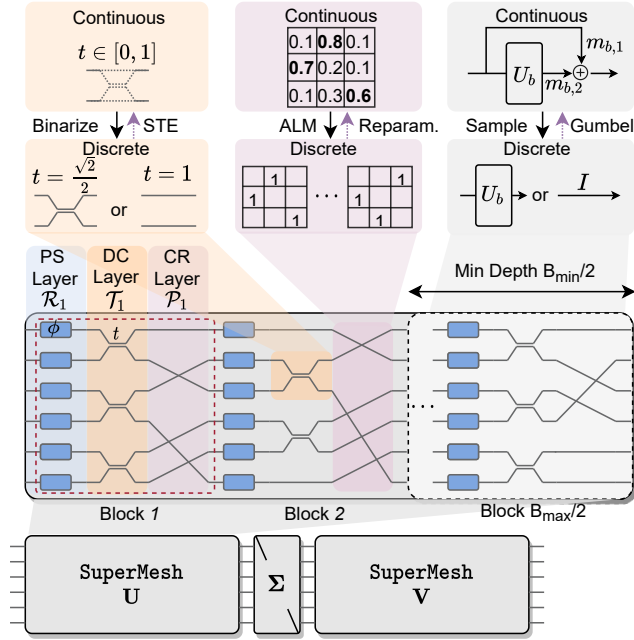 Continuous
t ∈ [0, 1]
Binarize STE
Discrete
t = √2/2 t = 1
or
Continuous
0.1 0.8 0.1
0.7 0.2 0.1
0.1 0.3 0.6
ALM Reparam.
Discrete
1 1
1 ... 1
1 1
Continuous
m_{b,1}
U_b
m_{b,2}
Sample Gumbel
Discrete
U_b or I
PS Layer R_1
DC Layer T_1
CR Layer P_1
Min Depth B_min/2
ϕ t
...
Block 1 Block 2 Block B_max/2
SuperMesh
U
Σ
SuperMesh
V